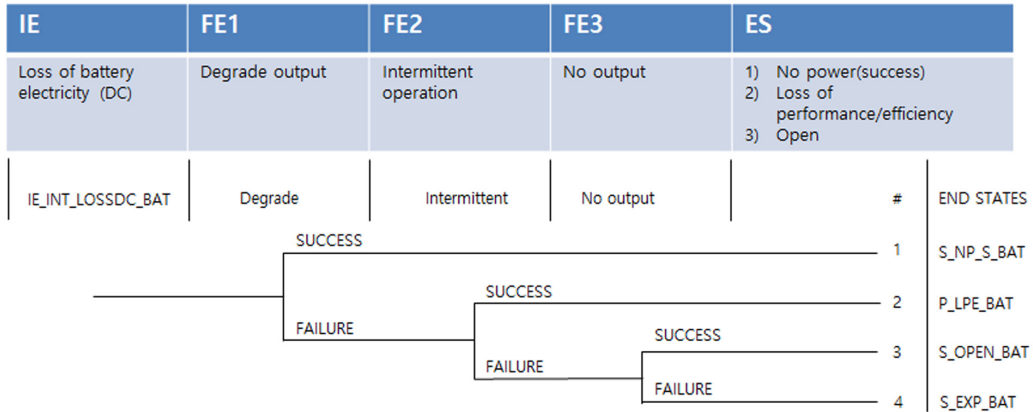 IE FE1 FE2 FE3 ES
Loss of battery Degrade output Intermittent No output 1) No power(success)
electricity (DC) operation 2) Loss of
performance/efficiency
3) Open
IE_INT_LOSSDC_BAT Degrade Intermittent No output # END STATES
SUCCESS
1 S_NP_S_BAT
SUCCESS
2 P_LPE_BAT
FAILURE
SUCCESS
3 S_OPEN_BAT
FAILURE
FAILURE
4 S_EXP_BAT